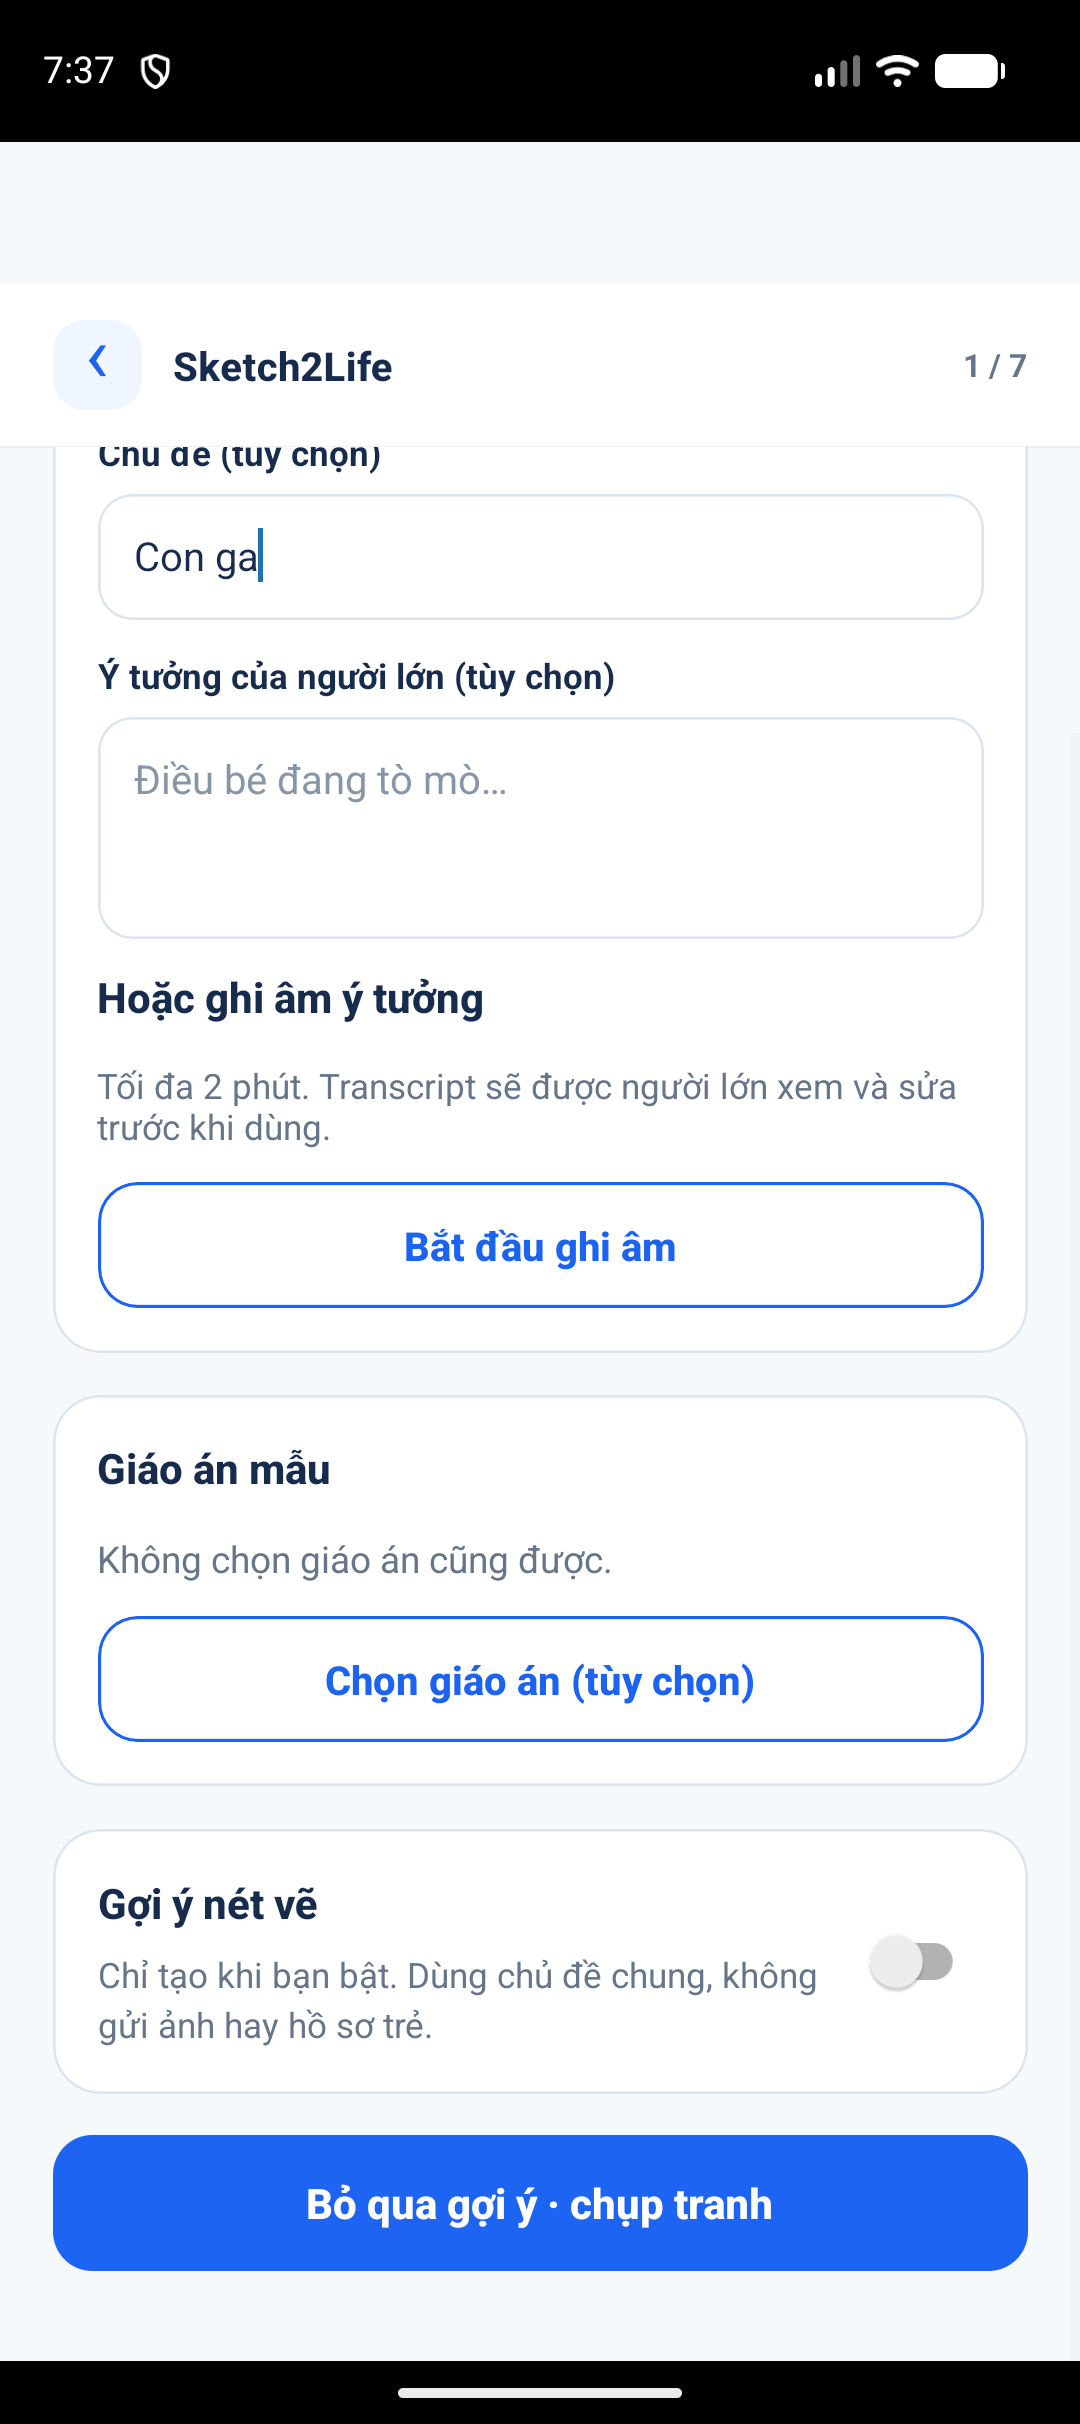 7:37
Sketch2Life
1 / 7
Chủ đề (tùy chọn)
Con ga
Ý tưởng của người lớn (tùy chọn)
Điều bé đang tò mò...
Hoặc ghi âm ý tưởng
Tối đa 2 phút. Transcript sẽ được người lớn xem và sửa
trước khi dùng.
Bắt đầu ghi âm
Giáo án mẫu
Không chọn giáo án cũng được.
Chọn giáo án (tùy chọn)
Gợi ý nét vẽ
Chỉ tạo khi bạn bật. Dùng chủ đề chung, không
gửi ảnh hay hồ sơ trẻ.
Bỏ qua gợi ý · chụp tranh